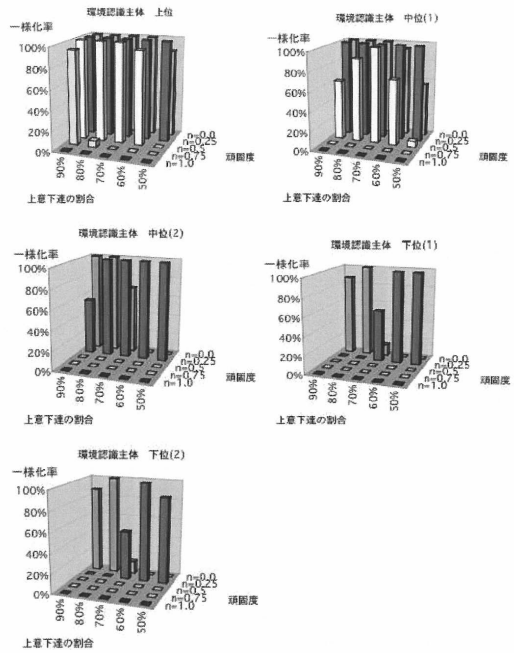 環境認識主体 上位
一様化率
100%
80%
60%
40%
20%
0%
90%
80%
70%
60%
50%
n=0.0
n=0.25
n=0.5
n=0.75
n=1.0
頑固度
上意下達の割合
環境認識主体 中位(1)
一様化率
100%
80%
60%
40%
20%
0%
90%
80%
70%
60%
50%
n=0.0
n=0.25
n=0.5
n=0.75
n=1.0
頑固度
上意下達の割合
環境認識主体 中位(2)
一様化率
100%
80%
60%
40%
20%
0%
90%
80%
70%
60%
50%
n=0.0
n=0.25
n=0.5
n=0.75
n=1.0
頑固度
上意下達の割合
環境認識主体 下位(1)
一様化率
100%
80%
60%
40%
20%
0%
90%
80%
70%
60%
50%
n=0.0
n=0.25
n=0.5
n=0.75
n=1.0
頑固度
上意下達の割合
環境認識主体 下位(2)
一様化率
100%
80%
60%
40%
20%
0%
90%
80%
70%
60%
50%
n=0.0
n=0.25
n=0.5
n=0.75
n=1.0
頑固度
上意下達の割合